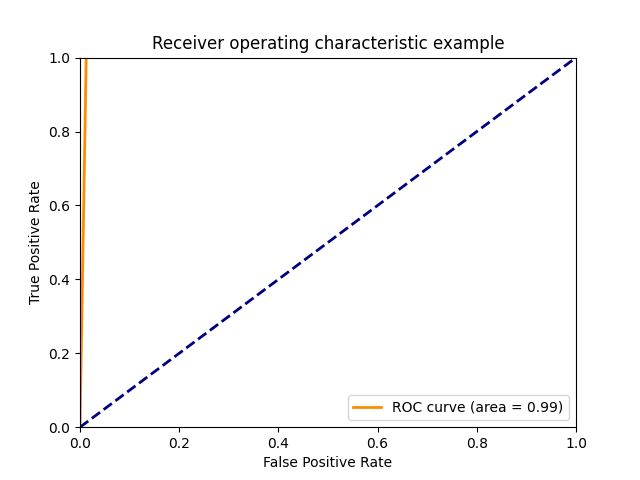 Receiver operating characteristic example
1.0
0.8
0.6
0.4
0.2
0.0
True Positive Rate
ROC curve (area = 0.99)
0.0 0.2 0.4 0.6 0.8 1.0
False Positive Rate